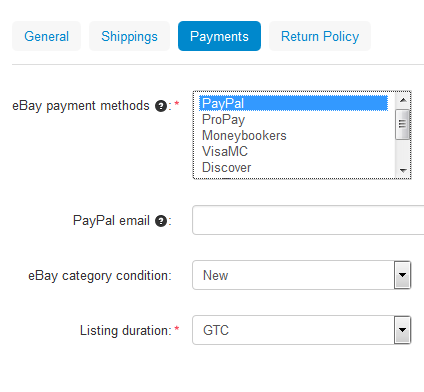 General Shippings Payments Return Policy
eBay payment methods ?: *
PayPal
ProPay
Moneybookers
VisaMC
Discover
PayPal email ?:
eBay category condition: New
Listing duration: * GTC